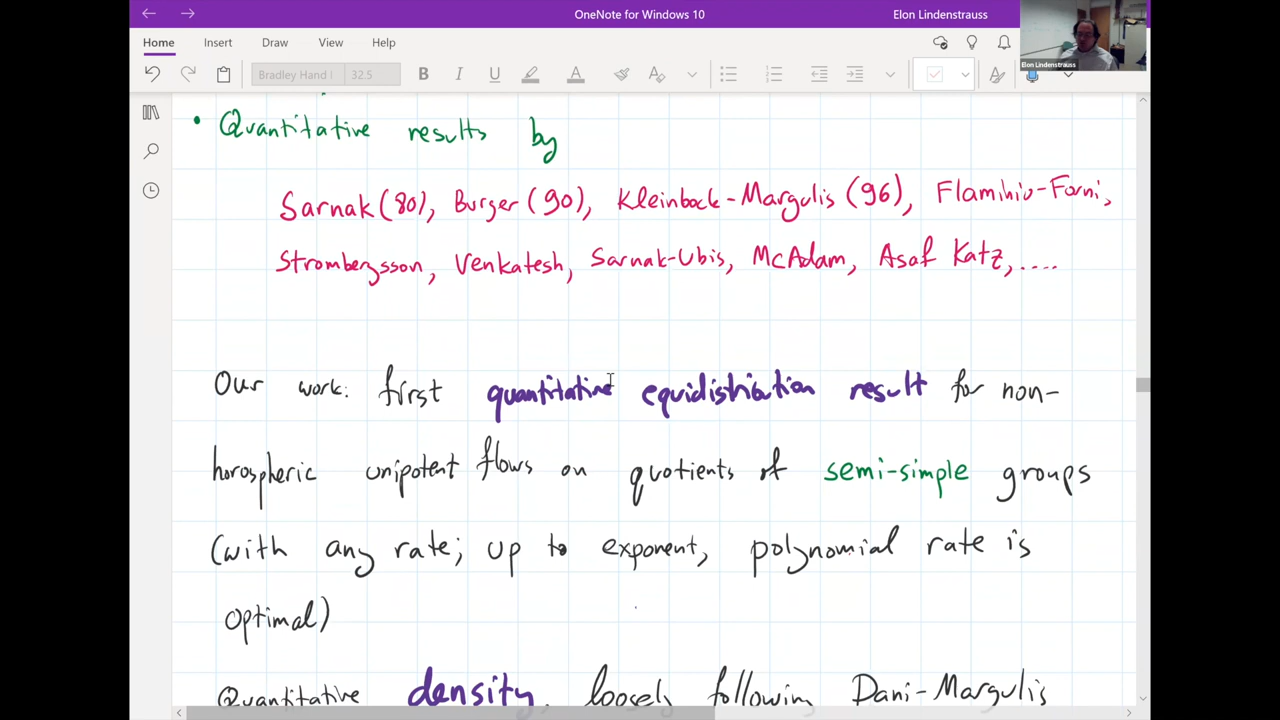 OneNote for Windows 10
Elon Lindenstrauss
Home Insert Draw View Help
Elon Lindenstrauss
Bradley Hand 32.5 B I U A
• Quantitative results by
Sarnak (80), Burger (90), Kleinbock-Margulis (96), Flaminio-Forni,
Strombergsson, Venkatesh, Sarnak-Ubis, McAdam, Asaf Katz, ....
Our work: first quantitative equidistribution result for non-
horospheric unipotent flows on quotients of semi-simple groups
(with any rate; up to exponent, polynomial rate is
optimal)
Quantitative density, loosely following Dani-Margulis